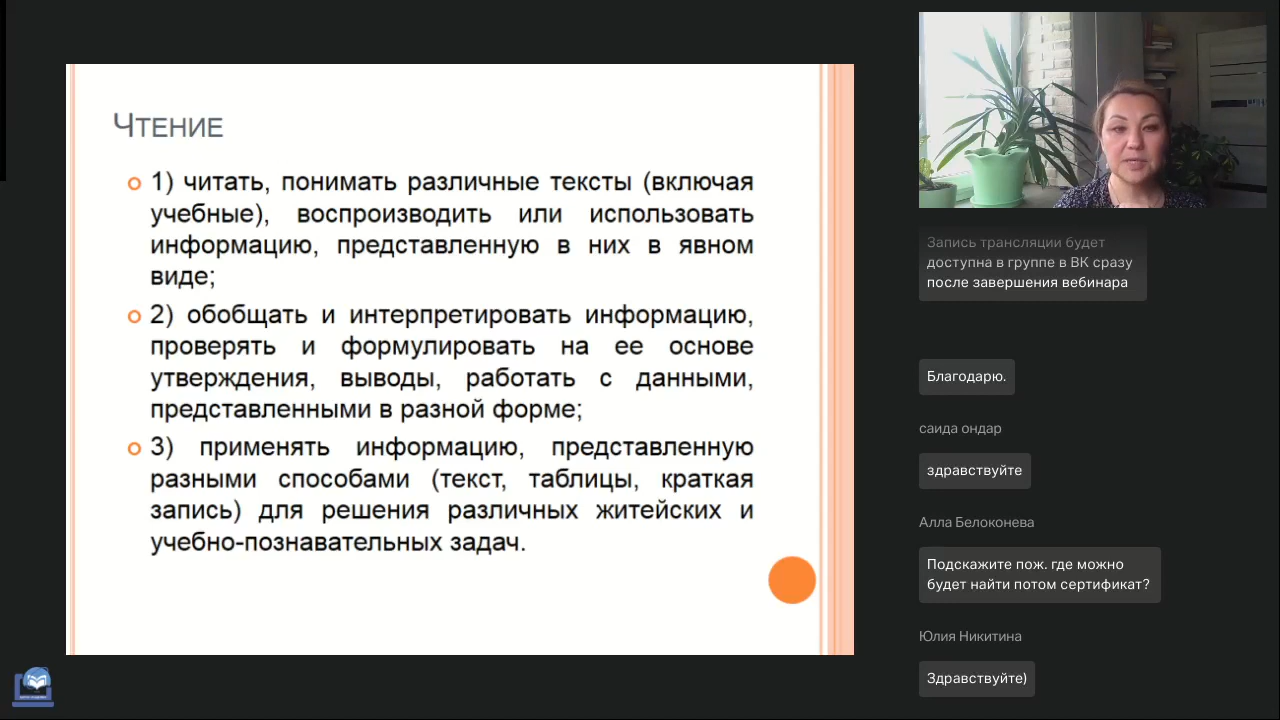 Чтение
1) читать, понимать различные тексты (включая
учебные), воспроизводить или использовать
информацию, представленную в них в явном
виде;
2) обобщать и интерпретировать информацию,
проверять и формулировать на ее основе
утверждения, выводы, работать с данными,
представленными в разной форме;
3) применять информацию, представленную
разными способами (текст, таблицы, краткая
запись) для решения различных житейских и
учебно-познавательных задач.
Запись трансляции будет
доступна в группе в ВК сразу
после завершения вебинара
Благодарю.
саида ондар
здравствуйте
Алла Белоконева
Подскажите пож. где можно
будет найти потом сертификат?
Юлия Никитина
Здравствуйте)